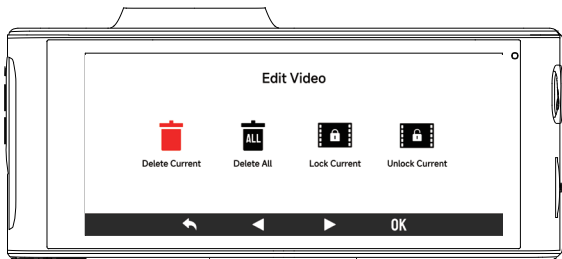 Edit Video
ALL
Delete Current
Delete All
Lock Current
Unlock Current
OK